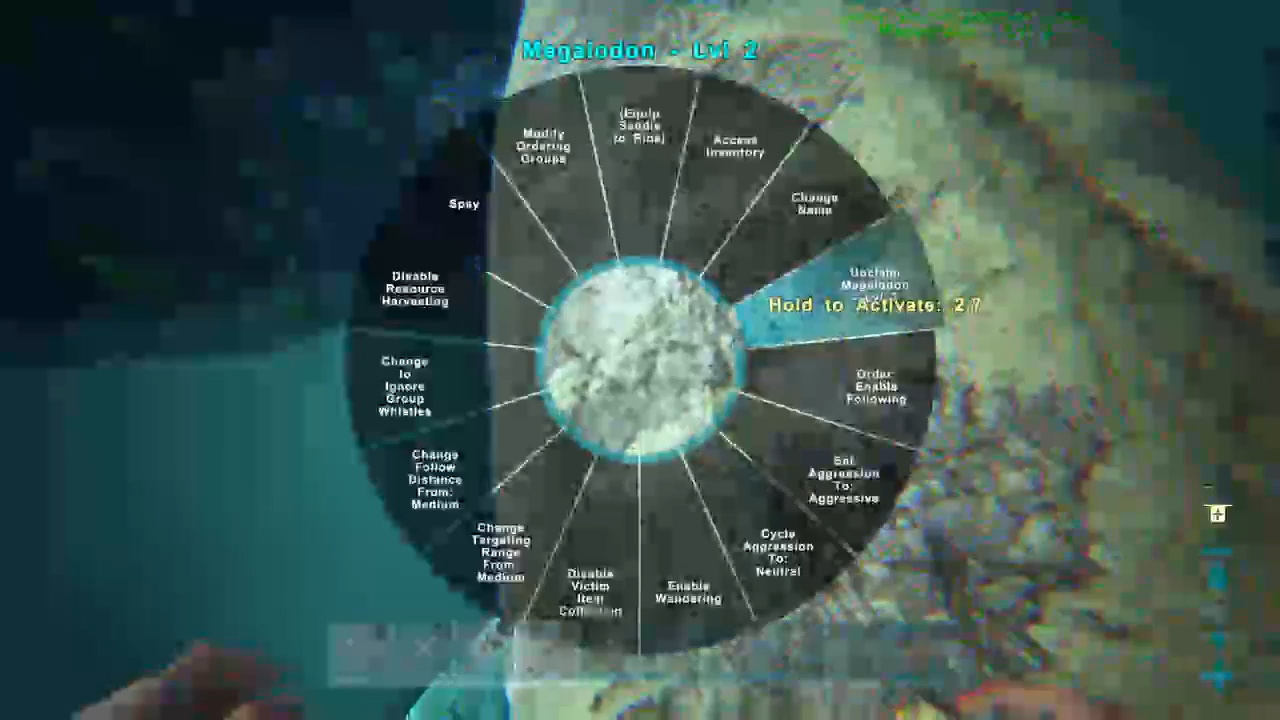 Megalodon - Lvl 2
(Equip
Saddle
to Ride)
Access
Inventory
Change
Name
Unclaim
Megalodon
Hold to Activate: 2.7
Order:
Enable
Following
Set
Aggression
To:
Aggressive
Cycle
Aggression
To:
Neutral
Enable
Wandering
Disable
Victim
Item
Collection
Change
Targeting
Range
From:
Medium
Change
Follow
Distance
From:
Medium
Change
to
Ignore
Group
Whistles
Disable
Resource
Harvesting
Spay
Modify
Ordering
Groups